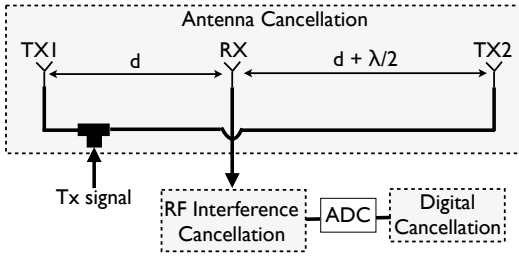 Antenna Cancellation
TX1 RX TX2
d d + λ/2
Tx signal
RF Interference
Cancellation
ADC
Digital
Cancellation